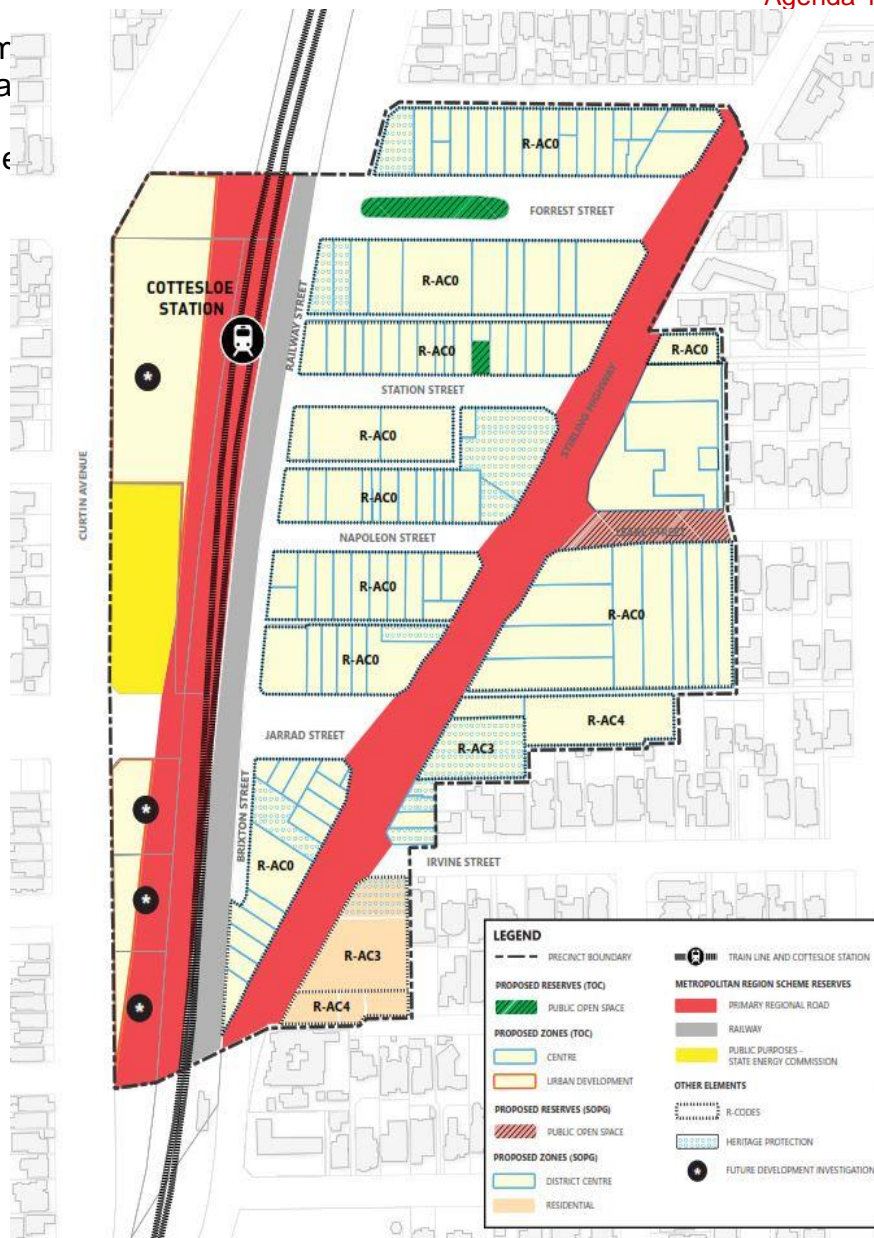 Agenda
R-AC0
FORREST STREET
COTTESLOE
STATION
RAILWAY STREET
R-AC0
R-AC0
R-AC0
STATION STREET
STIRLING HIGHWAY
R-AC0
CURTIN AVENUE
R-AC0
NAPOLEON STREET
R-AC0
R-AC0
R-AC0
JARRAD STREET
R-AC4
R-AC3
BRIXTON STREET
R-AC0
IRVINE STREET
R-AC3
R-AC4
LEGEND
PRECINCT BOUNDARY
PROPOSED RESERVES (TOC)
PUBLIC OPEN SPACE
PROPOSED ZONES (TOC)
CENTRE
URBAN DEVELOPMENT
PROPOSED RESERVES (SOPG)
PUBLIC OPEN SPACE
PROPOSED ZONES (SOPG)
DISTRICT CENTRE
RESIDENTIAL
TRAIN LINE AND COTTESLOE STATION
METROPOLITAN REGION SCHEME RESERVES
PRIMARY REGIONAL ROAD
RAILWAY
PUBLIC PURPOSES -
STATE ENERGY COMMISSION
OTHER ELEMENTS
R-CODES
HERITAGE PROTECTION
FUTURE DEVELOPMENT INVESTIGATION